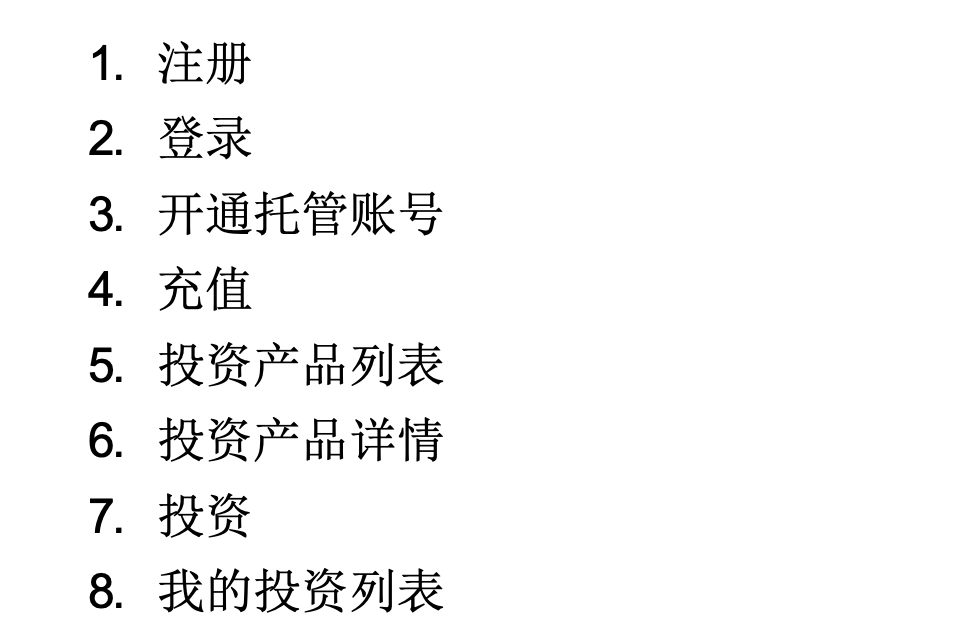 1. 注册
2. 登录
3. 开通托管账号
4. 充值
5. 投资产品列表
6. 投资产品详情
7. 投资
8. 我的投资列表